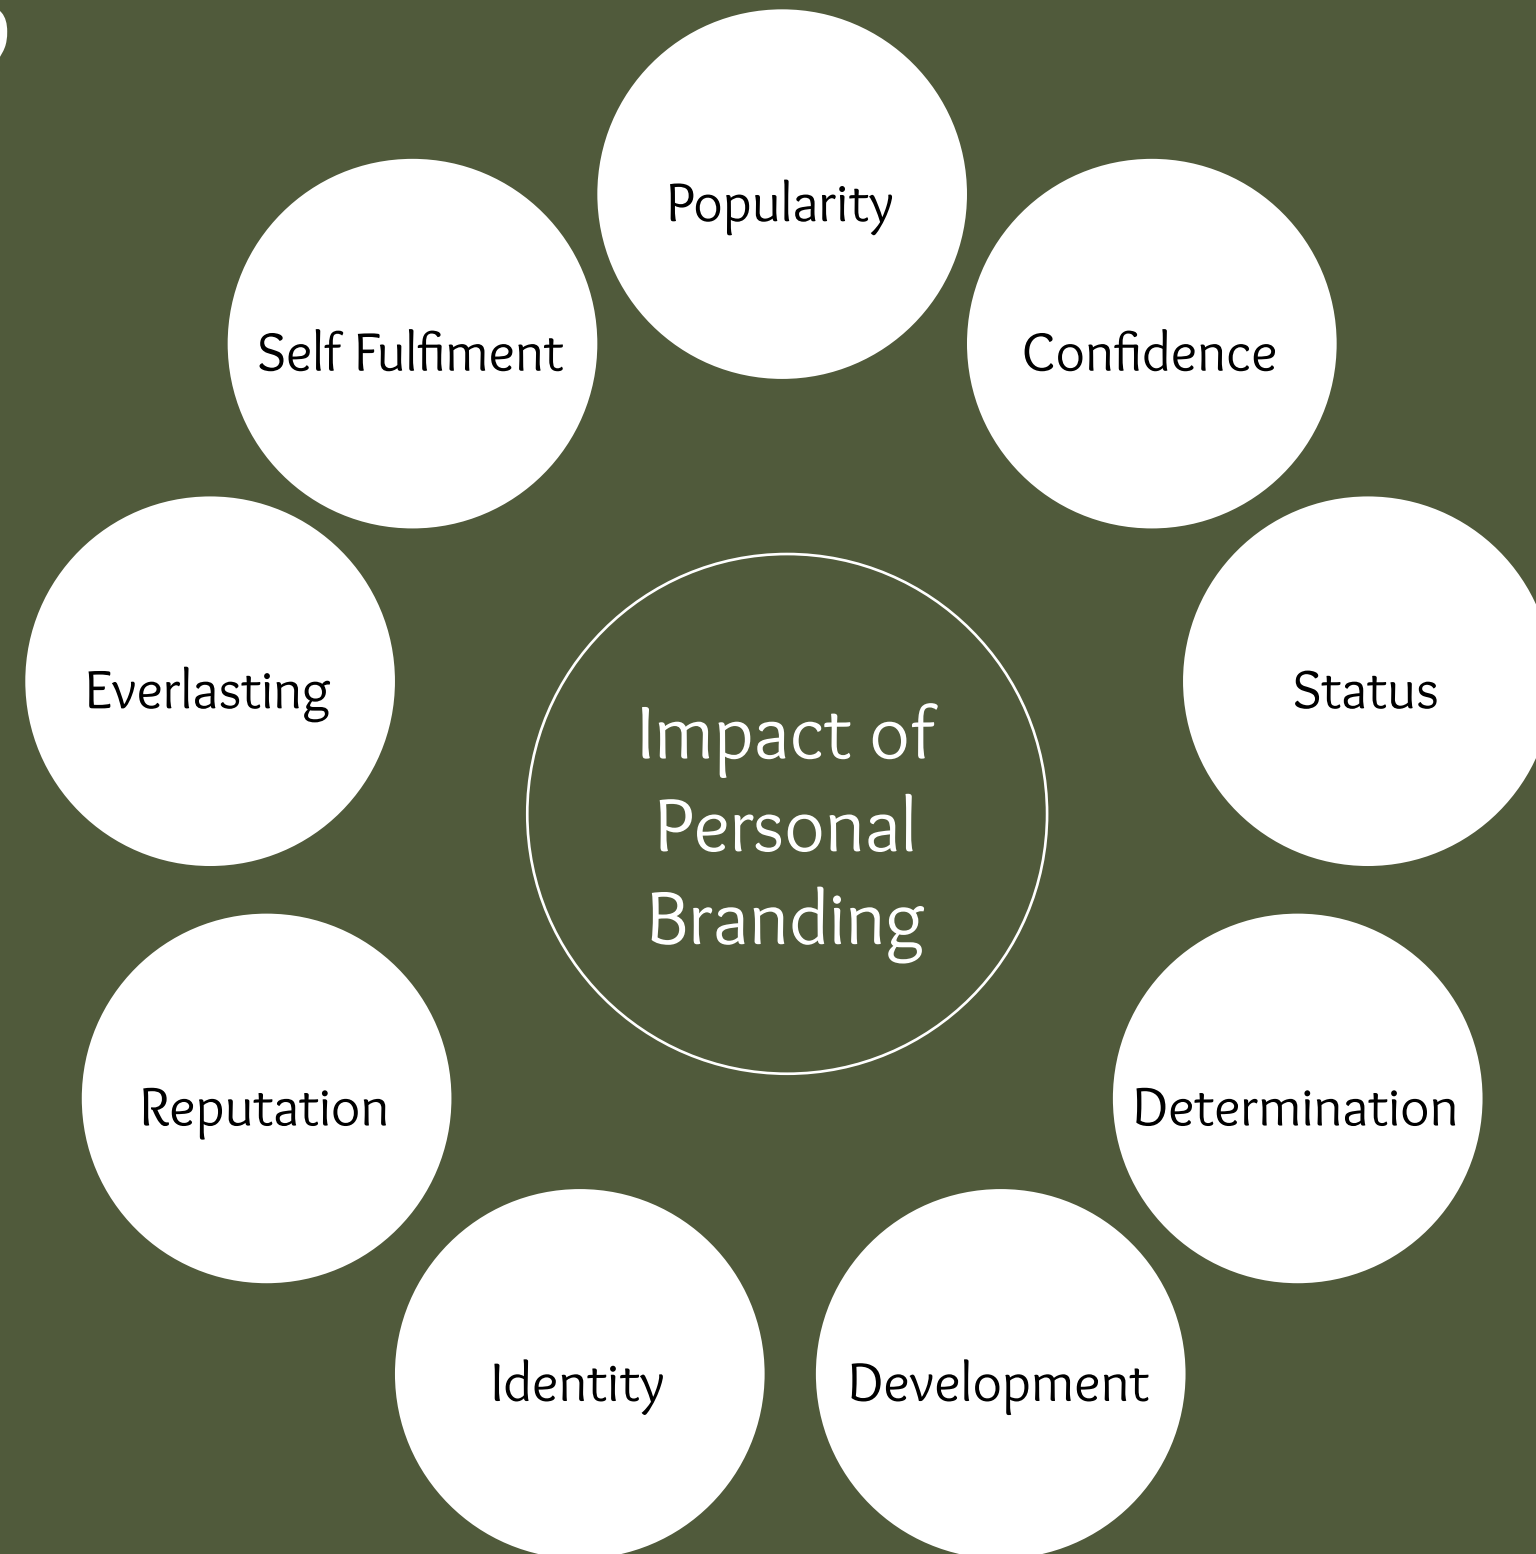 Popularity
Self Fulfiment
Confidence
Everlasting
Status
Impact of
Personal
Branding
Reputation
Determination
Identity
Development